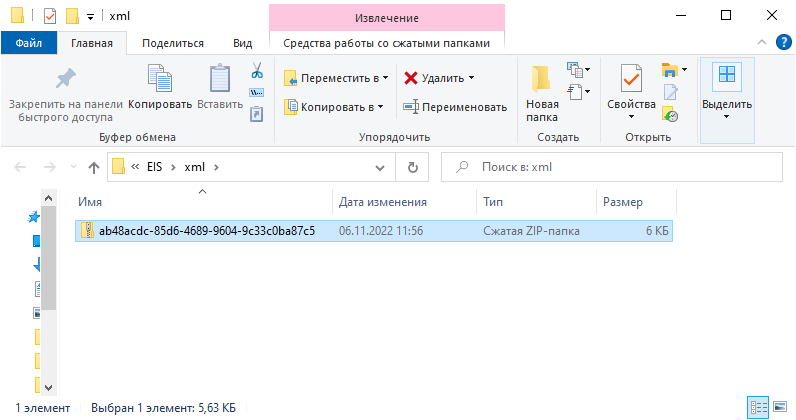 xml
Извлечение
Файл
Главная
Поделиться
Вид
Средства работы со сжатыми папками
Закрепить на панели
быстрого доступа
Копировать
Вставить
Переместить в
Копировать в
Удалить
Переименовать
Новая
папка
Свойства
Выделить
Буфер обмена
Упорядочить
Создать
Открыть
« EIS > xml >
Поиск в: xml
Имя
Дата изменения
Тип
Размер
ab48acdc-85d6-4689-9604-9c33c0ba87c5
06.11.2022 11:56
Сжатая ZIP-папка
6 КБ
1 элемент
Выбран 1 элемент: 5,63 КБ